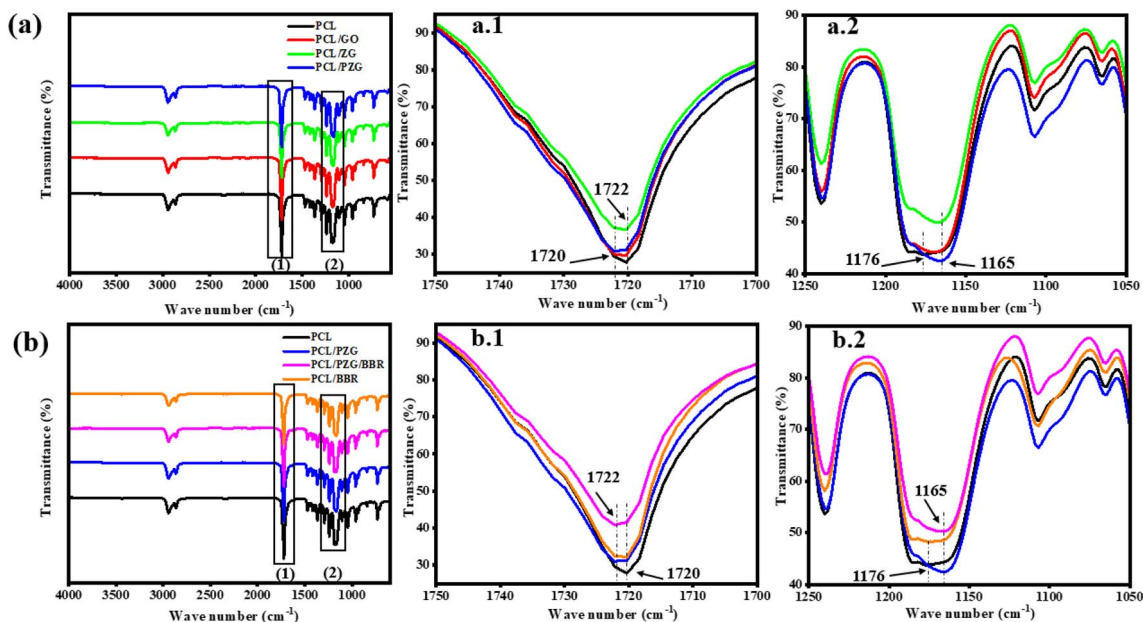 (a)
PCL
PCL/GO
PCL/ZG
PCL/PZG
Transmittance (%)
(1)
(2)
4000 3500 3000 2500 2000 1500 1000
Wave number (cm-1)
a.1
Transmittance (%)
90
80
70
60
50
40
30
1722
1720
1750 1740 1730 1720 1710 1700
Wave number (cm-1)
a.2
Transmittance (%)
90
80
70
60
50
40
1176
1165
1250 1200 1150 1100 1050
Wave number (cm-1)
(b)
PCL
PCL/PZG
PCL/PZG/BBR
PCL/BBR
Transmittance (%)
(1)
(2)
4000 3500 3000 2500 2000 1500 1000
Wave number (cm-1)
b.1
Transmittance (%)
90
80
70
60
50
40
30
1722
1720
1750 1740 1730 1720 1710 1700
Wave number (cm-1)
b.2
Transmittance (%)
90
80
70
60
50
40
1165
1176
1250 1200 1150 1100 1050
Wave number (cm-1)